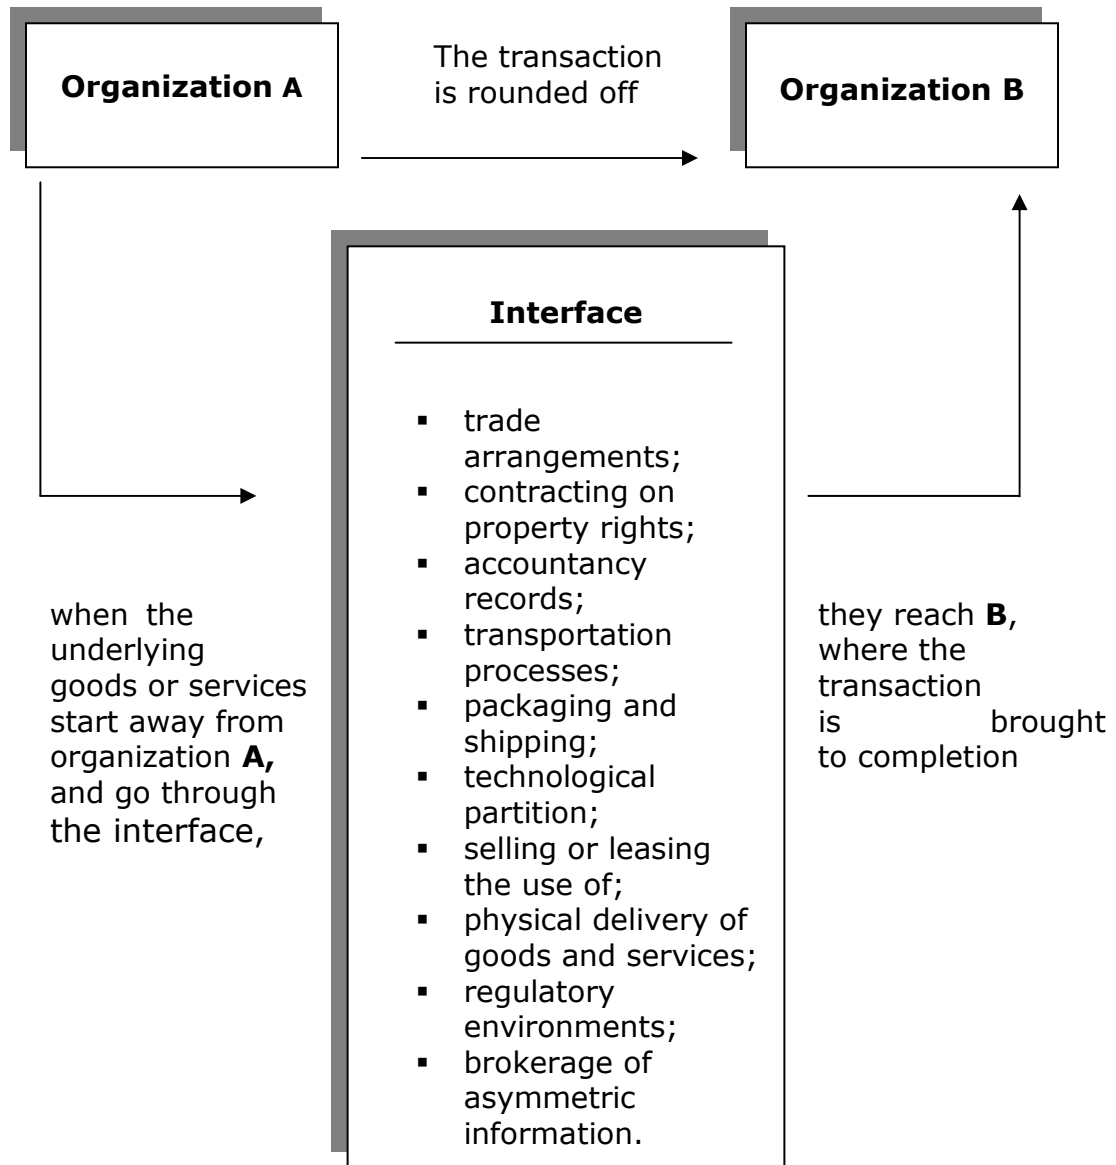 Organization A
The transaction
is rounded off
Organization B
Interface
▪ trade
arrangements;
▪ contracting on
property rights;
▪ accountancy
records;
▪ transportation
processes;
▪ packaging and
shipping;
▪ technological
partition;
▪ selling or leasing
the use of;
▪ physical delivery of
goods and services;
▪ regulatory
environments;
▪ brokerage of
asymmetric
information.
when the
underlying
goods or services
start away from
organization A,
and go through
the interface,
they reach B,
where the
transaction
is brought
to completion